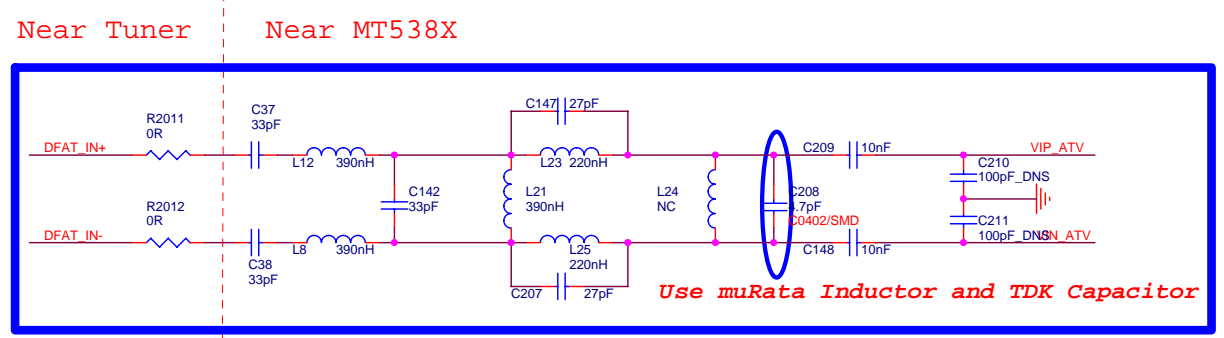 Near Tuner
Near MT538X
C147
27pF
R2011
0R
C37
33pF
DFAT_IN+
L12
390nH
L23
220nH
C209
10nF
VIP_ATV
C210
100pF_DNS
C142
33pF
L21
390nH
L24
NC
C208
4.7pF
C0402/SMD
R2012
0R
C211
100pF_DNS
DFAT_IN-
L8
390nH
L25
220nH
C148
10nF
VIN_ATV
C38
33pF
C207
27pF
Use muRata Inductor and TDK Capacitor